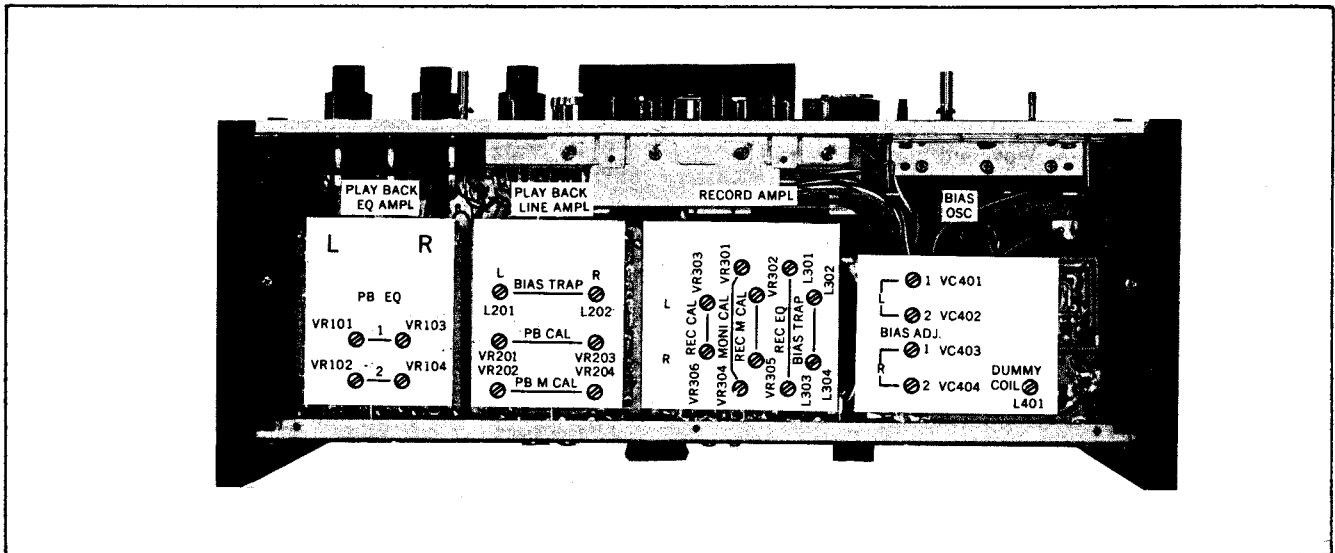 PLAY BACK
EQ AMPL
PLAY BACK
LINE AMPL
RECORD AMPL
BIAS
OSC
L R
PB EQ
VR101 1 VR103
VR102 2 VR104
L R
BIAS TRAP
L201 L202
PB CAL
VR201 VR203
VR202 VR204
PB M CAL
L
R
VR303
REC CAL
VR306
VR301
MONI CAL
VR304
REC M CAL
VR302
VR305
REC EQ
L301
L303
BIAS TRAP
L302
L304
1 VC401
L
2 VC402
BIAS ADJ.
1 VC403
R
2 VC404
DUMMY
COIL
L401